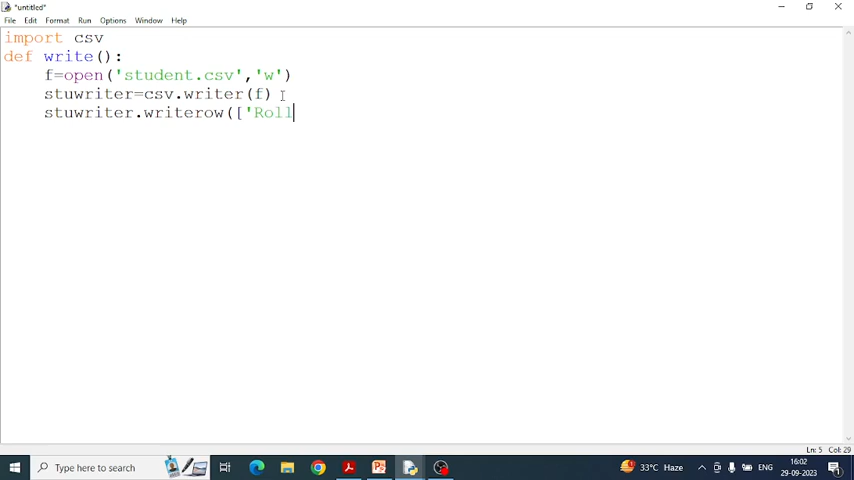 *untitled*
File Edit Format Run Options Window Help
import csv
def write():
    f=open('student.csv','w')
    stuwriter=csv.writer(f)
    stuwriter.writerow(['Roll
Ln: 5 Col: 29
Type here to search
33°C Haze
ENG
16:02
29-09-2023
1